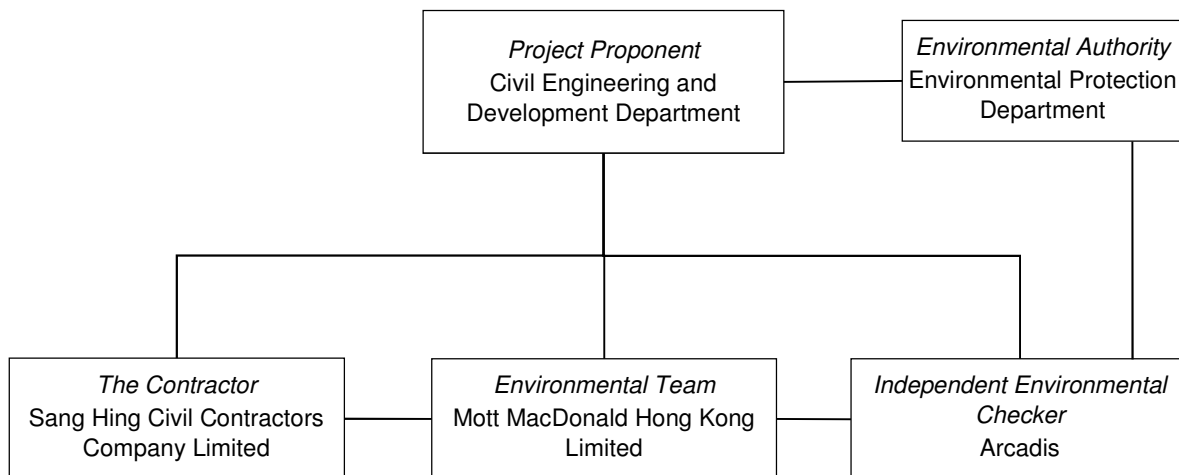 Project Proponent
Civil Engineering and
Development Department
Environmental Authority
Environmental Protection
Department
The Contractor
Sang Hing Civil Contractors
Company Limited
Environmental Team
Mott MacDonald Hong Kong
Limited
Independent Environmental
Checker
Arcadis